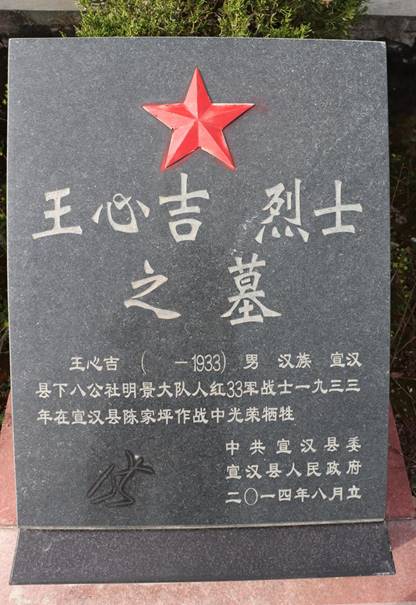 王心吉 烈士
之墓
王心吉 ( —1933) 男 汉族 宣汉
县下八公社明景大队人红33軍战士一九三三
年在宣汉县陈家坪作战中光荣牺牲
中共宣汉县委
宣汉县人民政府
二〇一四年八月立